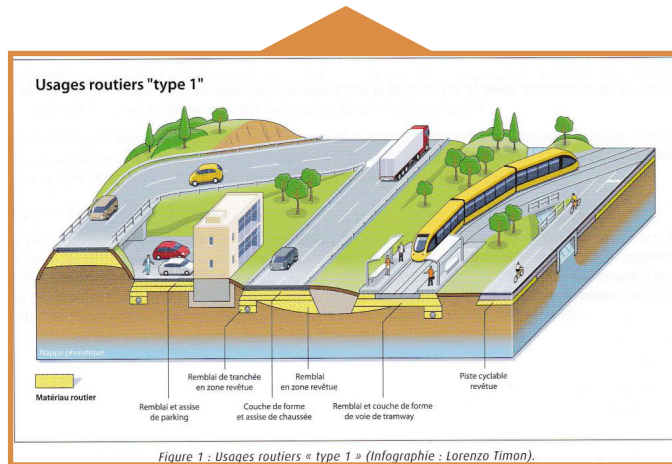 Usages routiers "type 1"
Nappe phréatique
Matériau routier
Remblai et assise
de parking
Remblai de tranchée
en zone revêtue
Couche de forme
et assise de chaussée
Remblai
en zone revêtue
Remblai et couche de forme
de voie de tramway
Piste cyclable
revêtue
Figure 1 : Usages routiers « type 1 » (Infographie : Lorenzo Timon).